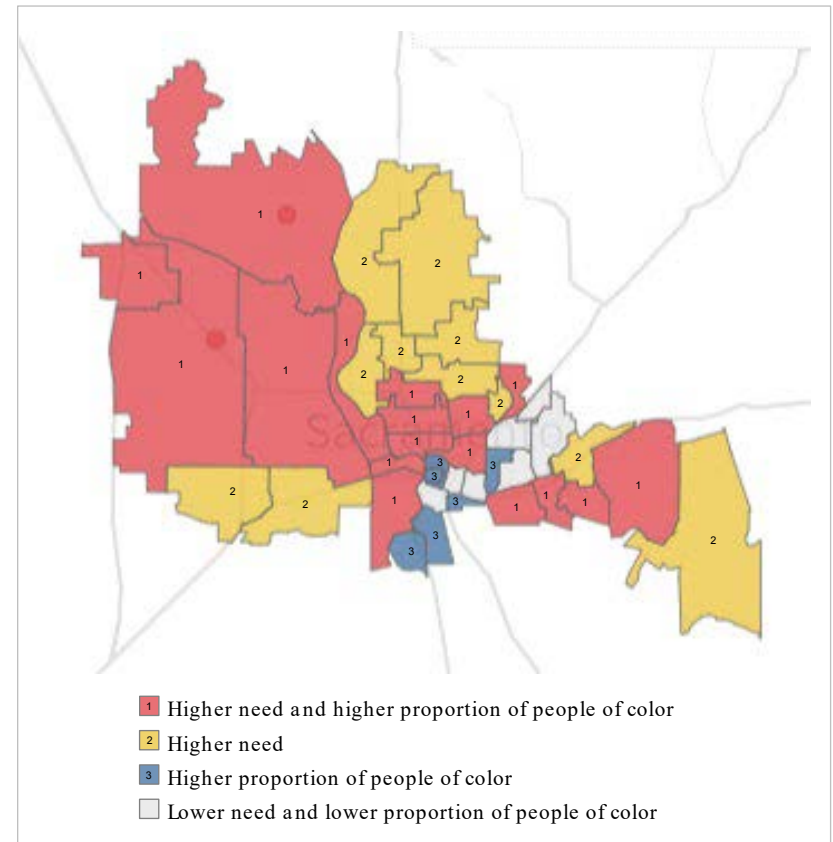 1
2 2
1
1 2
2
1 1 2 2 1
1 2
1 1
Sacramento
1
1 2
1 3 3
3
1
2 1
2 1 3 1
1
3 2
3
1 Higher need and higher proportion of people of color
2 Higher need
3 Higher proportion of people of color
Lower need and lower proportion of people of color